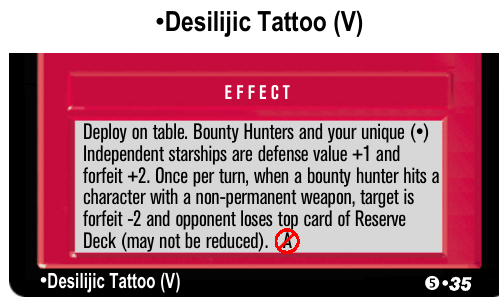 •Desilijic Tattoo (V)
EFFECT
Deploy on table. Bounty Hunters and your unique (•)
Independent starships are defense value +1 and
forfeit +2. Once per turn, when a bounty hunter hits a
character with a non-permanent weapon, target is
forfeit -2 and opponent loses top card of Reserve
Deck (may not be reduced). A
•Desilijic Tattoo (V) 5 •35